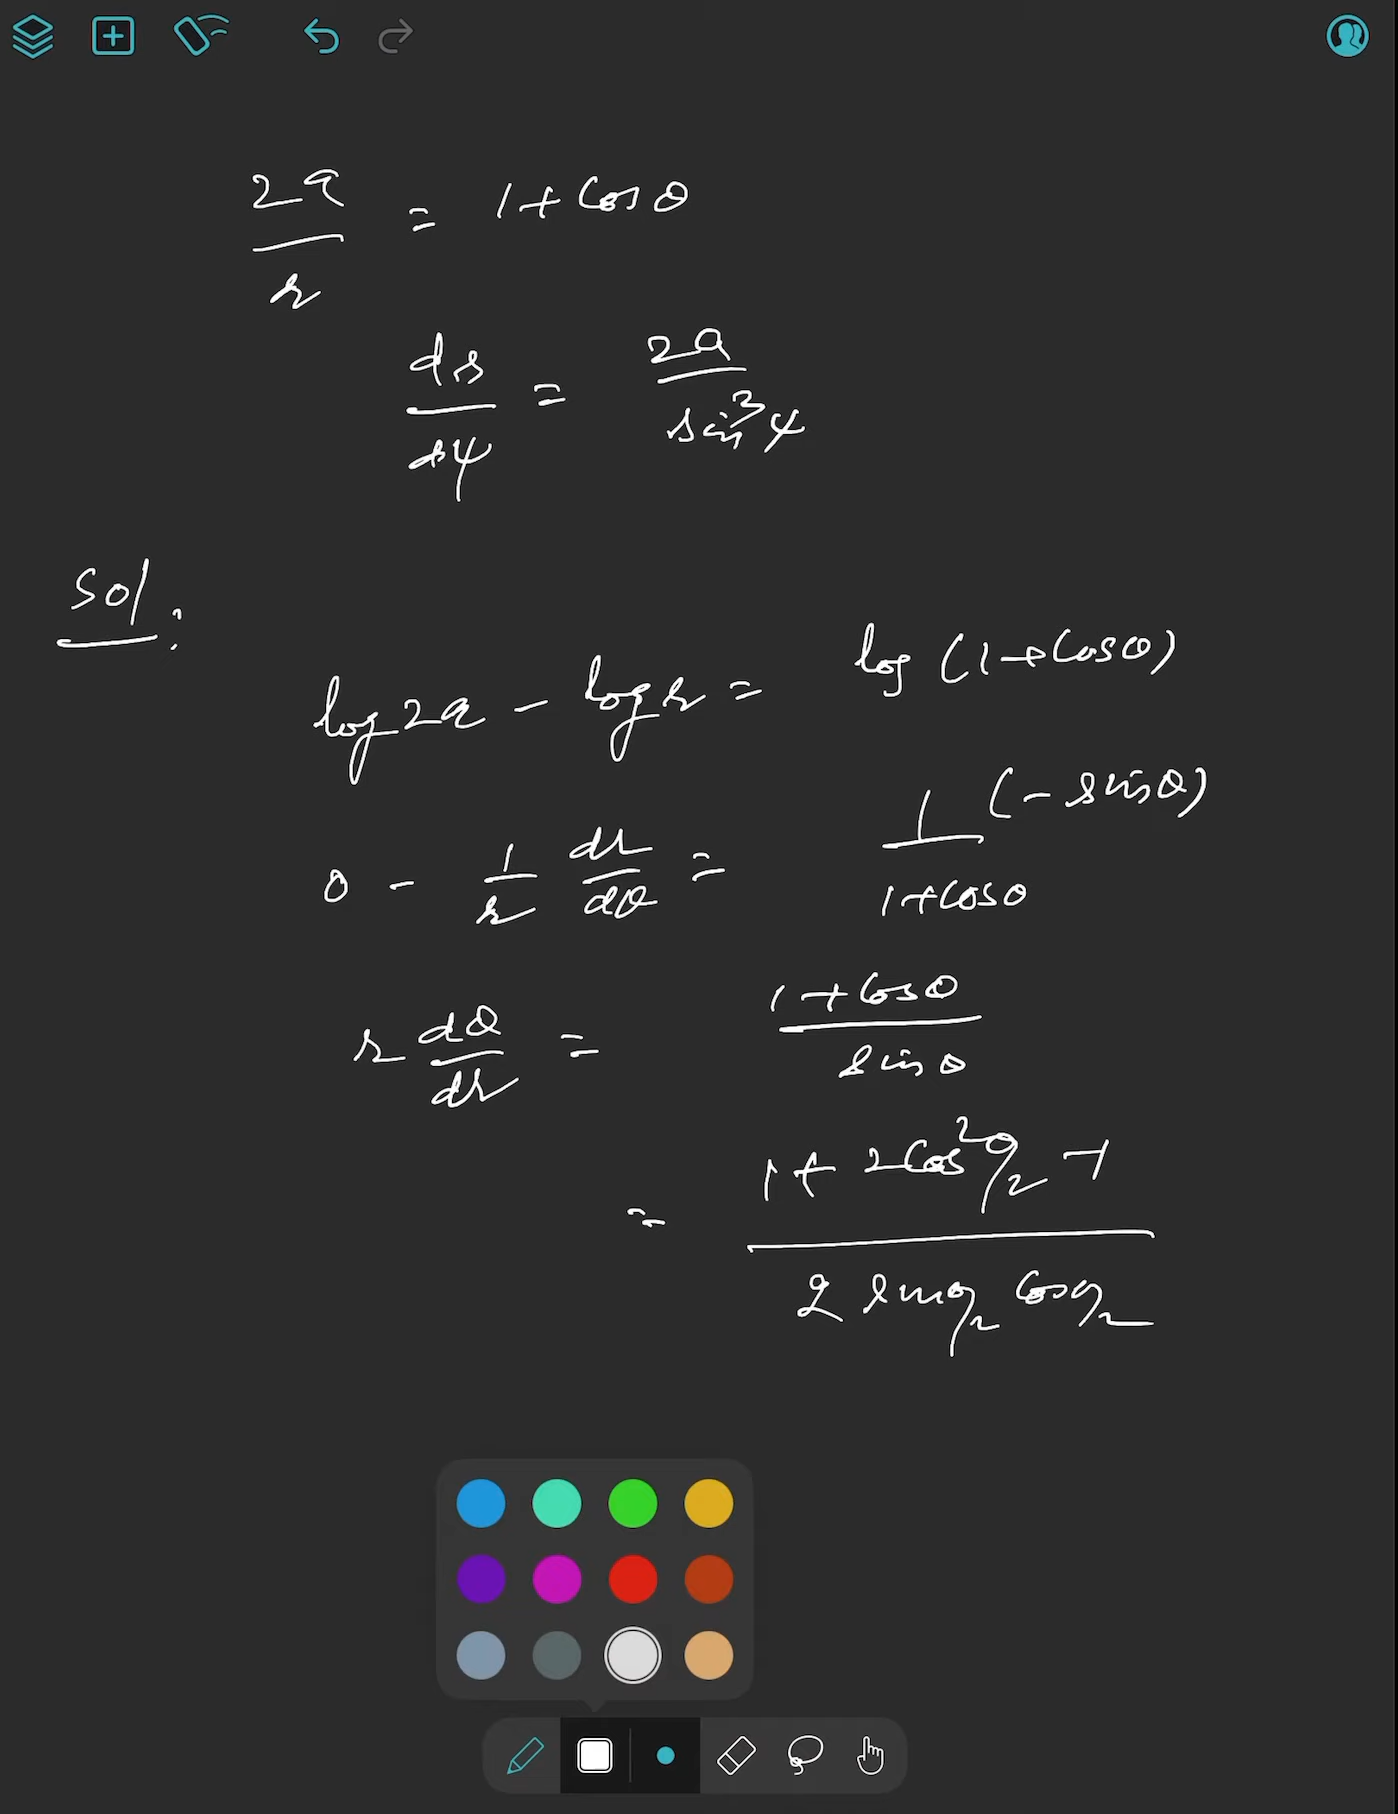 2a/r = 1+cosθ
ds/dψ = 2a/sin³ψ
Sol:
log 2a - log r = log (1+cosθ)
0 - 1/r dr/dθ = 1/(1+cosθ) (-sinθ)
r dθ/dr = (1+cosθ)/sinθ
= (1+2cos²θ/2 -1)/(2 sinθ/2 cosθ/2)